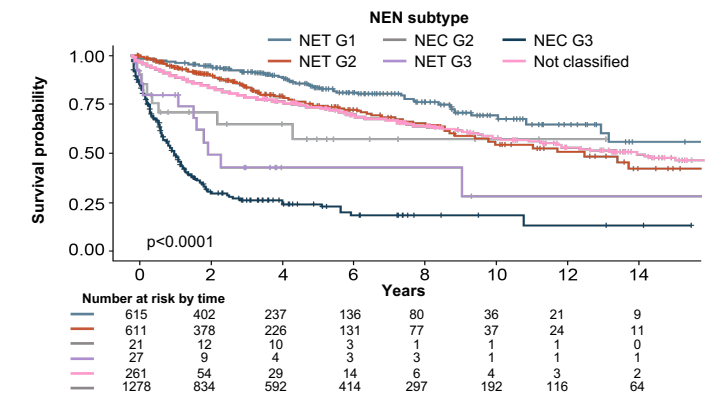 NEN subtype
NET G1 NEC G2 NEC G3
NET G2 NET G3 Not classified
Survival probability
1.00
0.75
0.50
0.25
0.00
p<0.0001
0 2 4 6 8 10 12 14
Years
Number at risk by time
615 402 237 136 80 36 21 9
611 378 226 131 77 37 24 11
21 12 10 3 1 1 1 0
27 9 4 3 3 1 1 1
261 54 29 14 6 4 3 2
1278 834 592 414 297 192 116 64